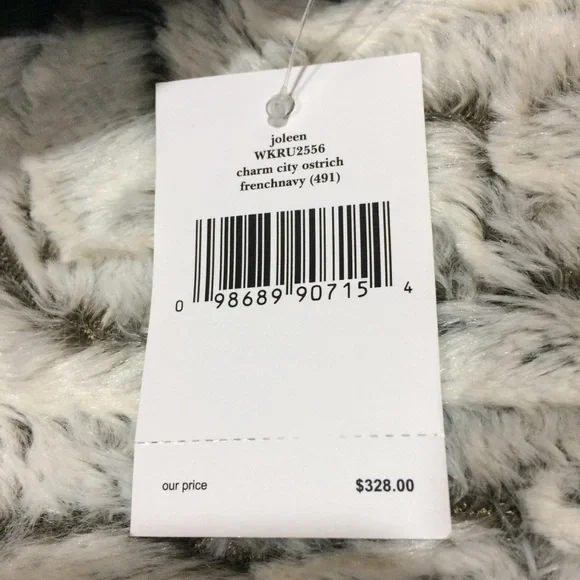 joleen
WKRU2556
charm city ostrich
frenchnavy (491)
0 98689 90715 4
our price $328.00